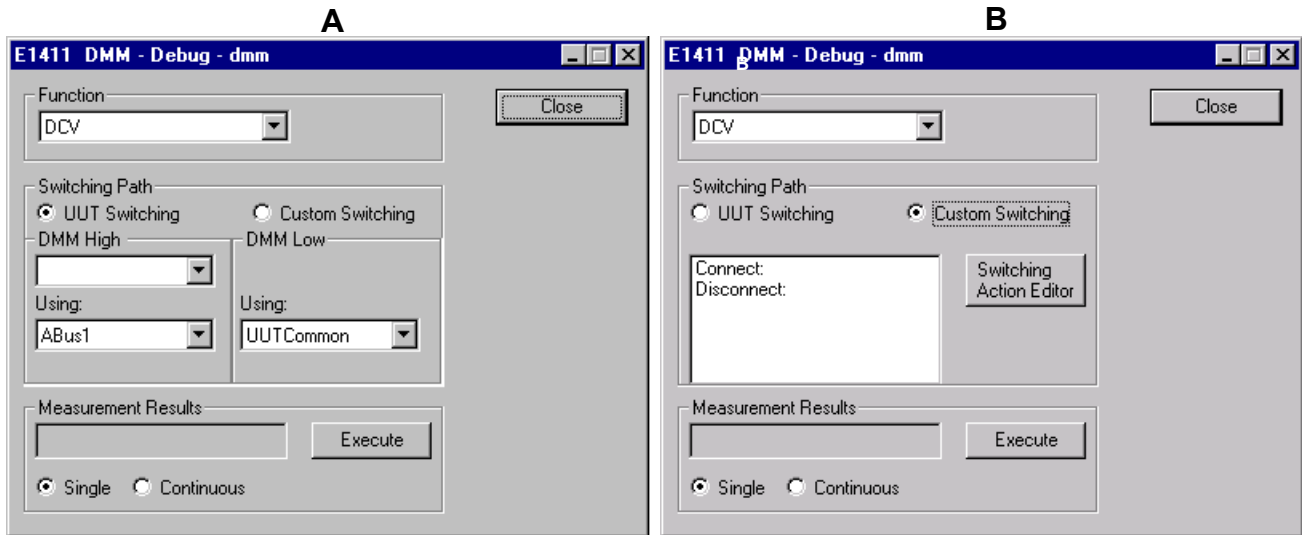 A
E1411 DMM - Debug - dmm
Function
DCV
Close
Switching Path
UUT Switching
Custom Switching
DMM High
DMM Low
Using:
Using:
ABus1
UUTCommon
Measurement Results
Execute
Single
Continuous
B
E1411 DMM - Debug - dmm
B
Function
DCV
Close
Switching Path
UUT Switching
Custom Switching
Connect:
Disconnect:
Switching
Action Editor
Measurement Results
Execute
Single
Continuous